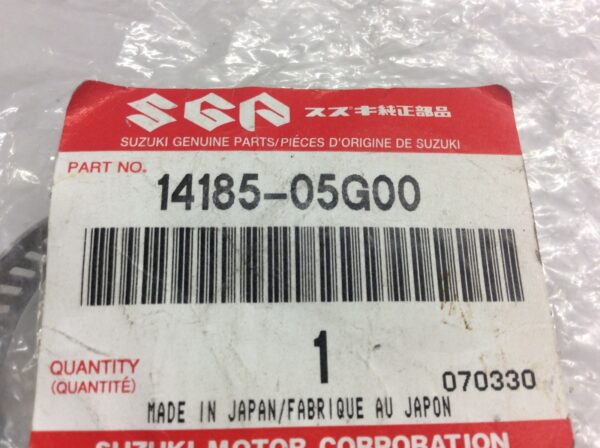 SGP スズキ純正部品
SUZUKI GENUINE PARTS/PIÉCES D'ORIGINE DE SUZUKI
PART NO. 14185-05G00
QUANTITY 1
(QUANTITÉ) 070330
MADE IN JAPAN/FABRIQUE AU JAPON
SUZUKI MOTOR CORPORATION